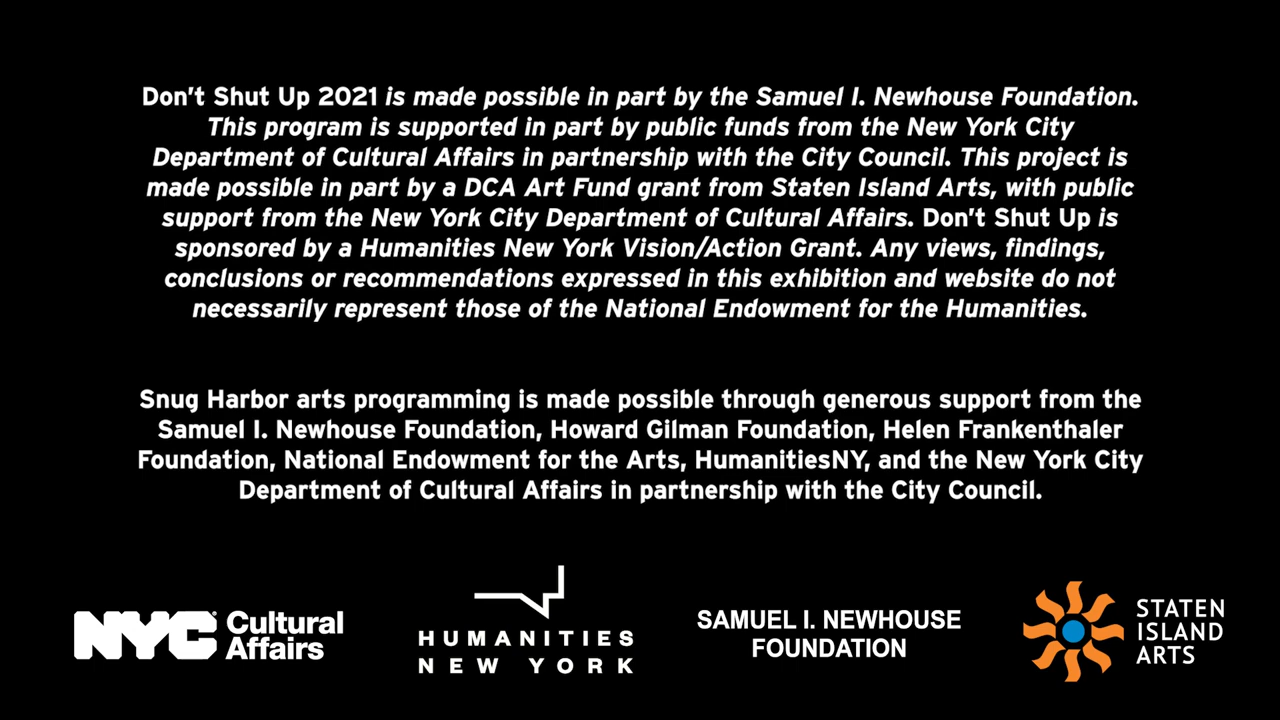 Don't Shut Up 2021 is made possible in part by the Samuel I. Newhouse Foundation.
This program is supported in part by public funds from the New York City
Department of Cultural Affairs in partnership with the City Council. This project is
made possible in part by a DCA Art Fund grant from Staten Island Arts, with public
support from the New York City Department of Cultural Affairs. Don't Shut Up is
sponsored by a Humanities New York Vision/Action Grant. Any views, findings,
conclusions or recommendations expressed in this exhibition and website do not
necessarily represent those of the National Endowment for the Humanities.
Snug Harbor arts programming is made possible through generous support from the
Samuel I. Newhouse Foundation, Howard Gilman Foundation, Helen Frankenthaler
Foundation, National Endowment for the Arts, HumanitiesNY, and the New York City
Department of Cultural Affairs in partnership with the City Council.
NYC Cultural
Affairs
HUMANITIES
NEW YORK
SAMUEL I. NEWHOUSE
FOUNDATION
STATEN
ISLAND
ARTS